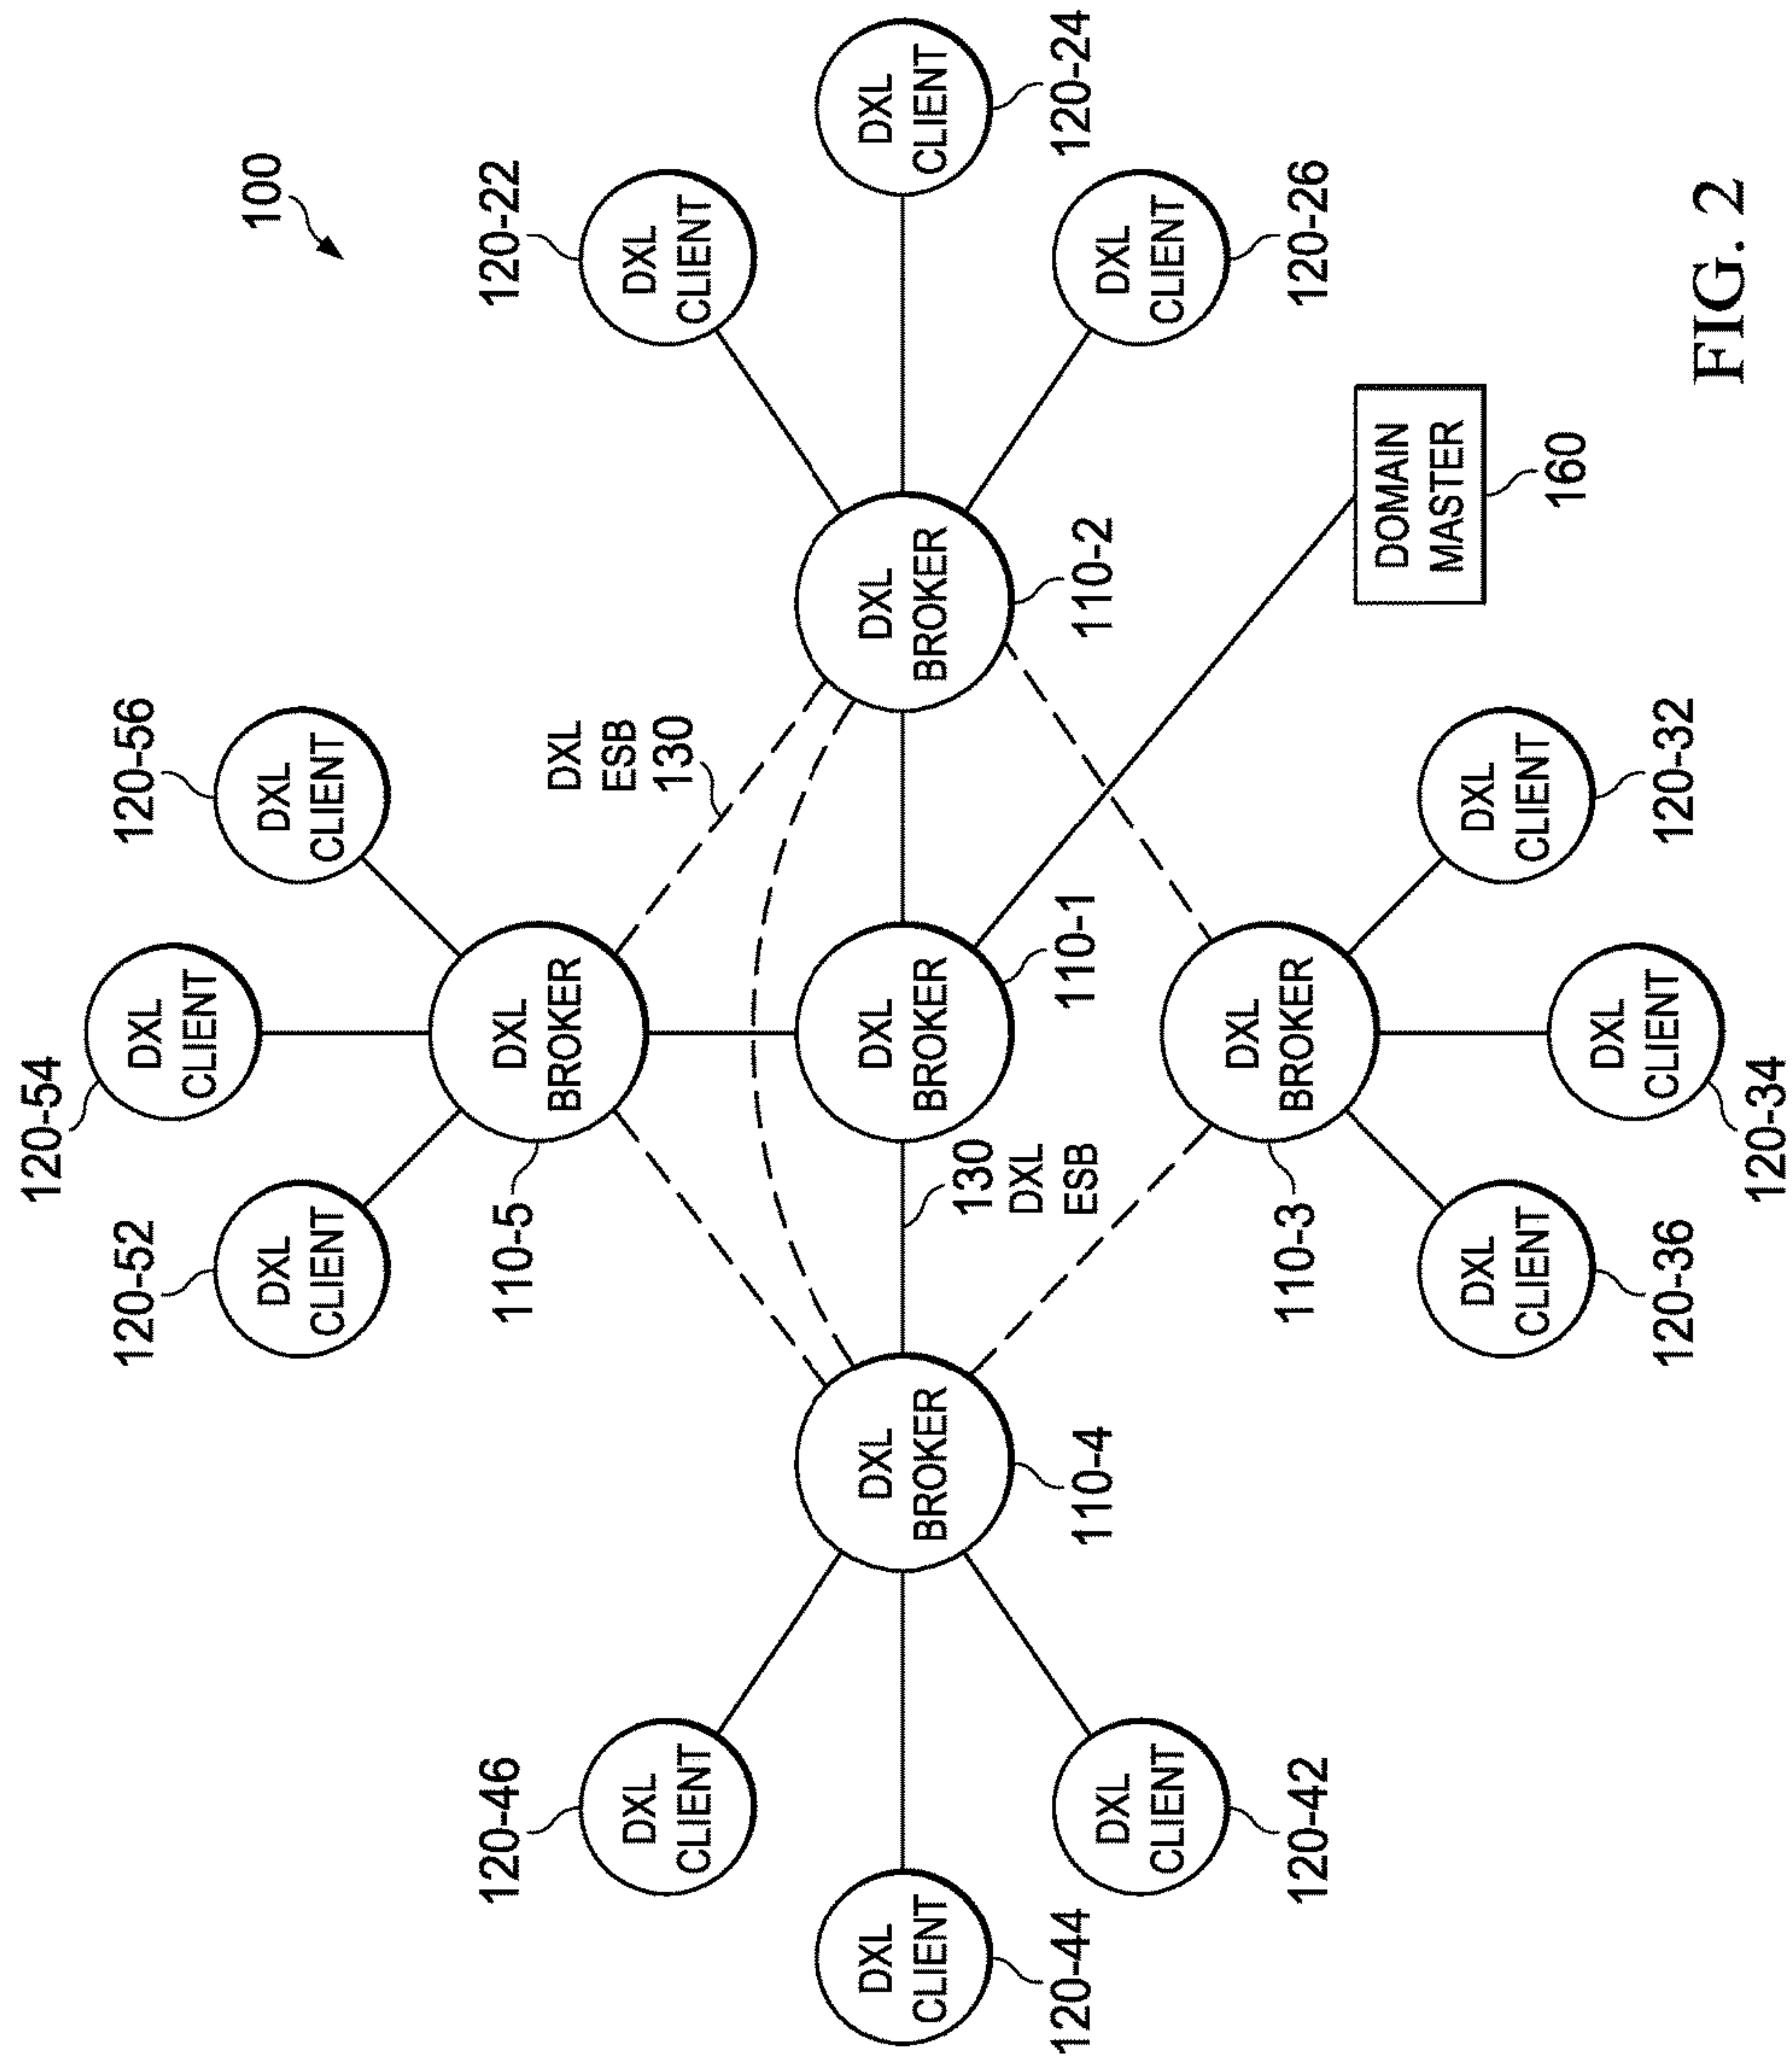 100
120-54
DXL
CLIENT
120-52
DXL
CLIENT
120-56
DXL
CLIENT
DXL
BROKER
110-5
DXL
ESB
130
120-46
DXL
CLIENT
120-22
DXL
CLIENT
120-44
DXL
CLIENT
DXL
BROKER
110-4
130
DXL
ESB
DXL
BROKER
110-1
DXL
BROKER
110-2
DXL
CLIENT
120-24
DXL
CLIENT
120-42
DXL
CLIENT
120-26
DXL
BROKER
110-3
DOMAIN
MASTER
160
DXL
CLIENT
120-36
DXL
CLIENT
120-34
DXL
CLIENT
120-32
FIG. 2